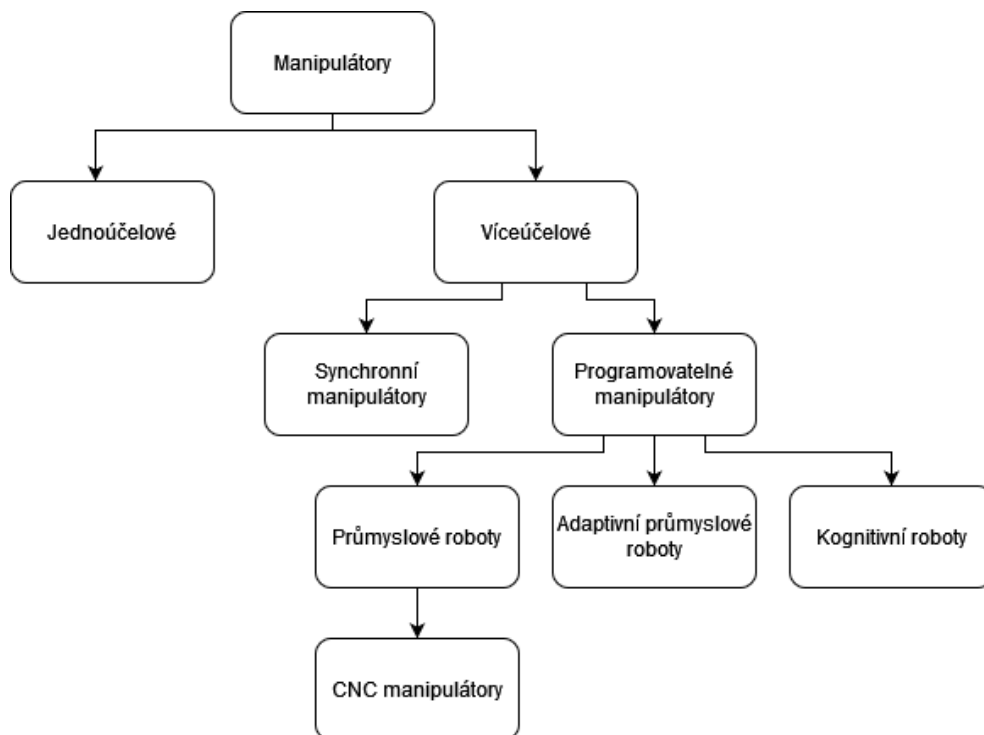 Manipulátory
Jednoúčelové
Víceúčelové
Synchronní
manipulátory
Programovatelné
manipulátory
Průmyslové roboty
Adaptivní průmyslové
roboty
Kognitivní roboty
CNC manipulátory